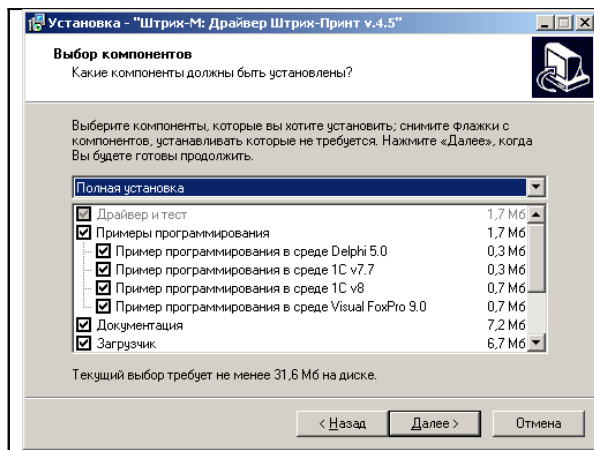 Установка - "Штрих-М: Драйвер Штрих-Принт v.4.5"
Выбор компонентов
Какие компоненты должны быть установлены?
Выберите компоненты, которые вы хотите установить; снимите флажки с
компонентов, устанавливать которые не требуется. Нажмите «Далее», когда
Вы будете готовы продолжить.
Полная установка
Драйвер и тест 1,7 Мб
Примеры программирования 1,7 Мб
Пример программирования в среде Delphi 5.0 0,3 Мб
Пример программирования в среде 1С v7.7 0,3 Мб
Пример программирования в среде 1С v8 0,7 Мб
Пример программирования в среде Visual FoxPro 9.0 0,7 Мб
Документация 7,2 Мб
Загрузчик 6,7 Мб
Текущий выбор требует не менее 31,6 Мб на диске.
< Назад Далее > Отмена